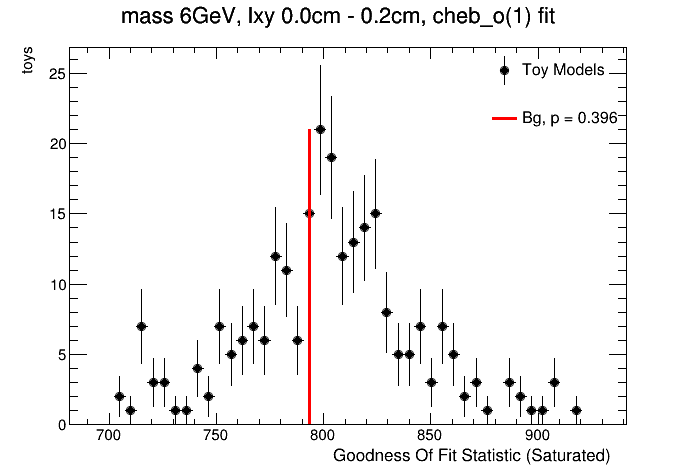 mass 6GeV, lxy 0.0cm - 0.2cm, cheb_o(1) fit
toys
Toy Models
Bg, p = 0.396
25
20
15
10
5
0
700 750 800 850 900
Goodness Of Fit Statistic (Saturated)